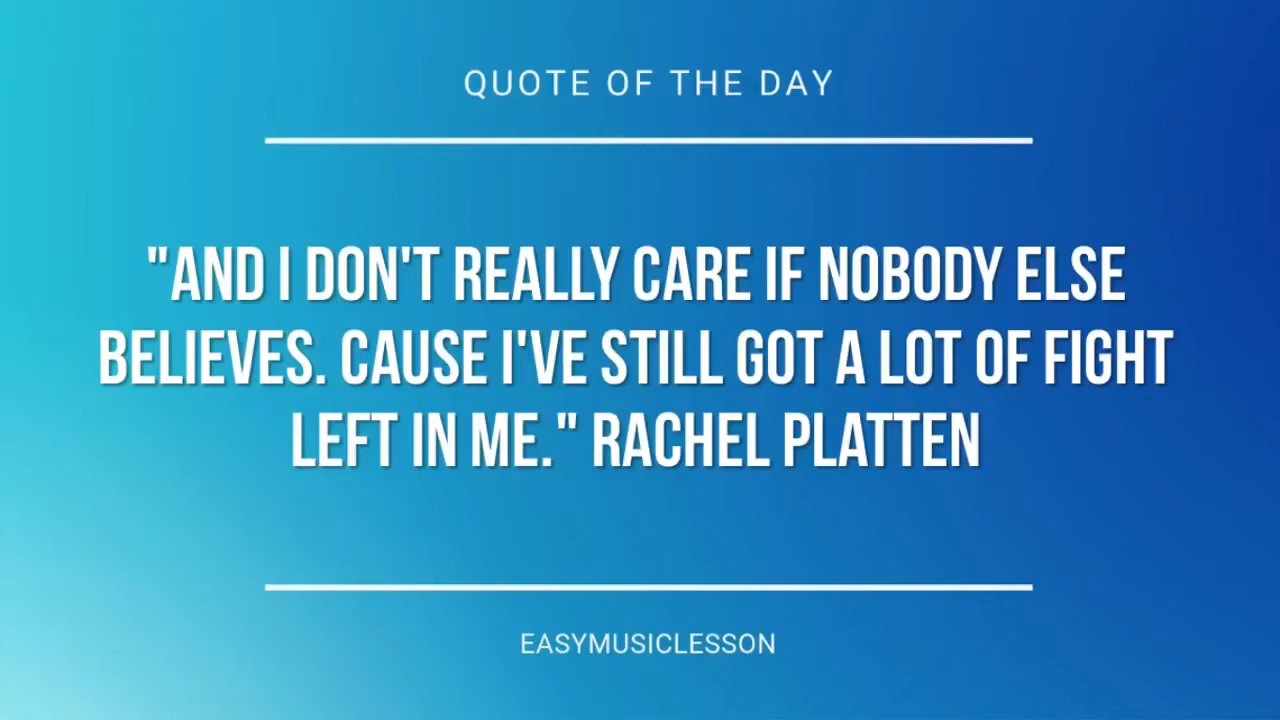 QUOTE OF THE DAY
"AND I DON'T REALLY CARE IF NOBODY ELSE
BELIEVES. CAUSE I'VE STILL GOT A LOT OF FIGHT
LEFT IN ME." RACHEL PLATTEN
EASYMUSICLESSON